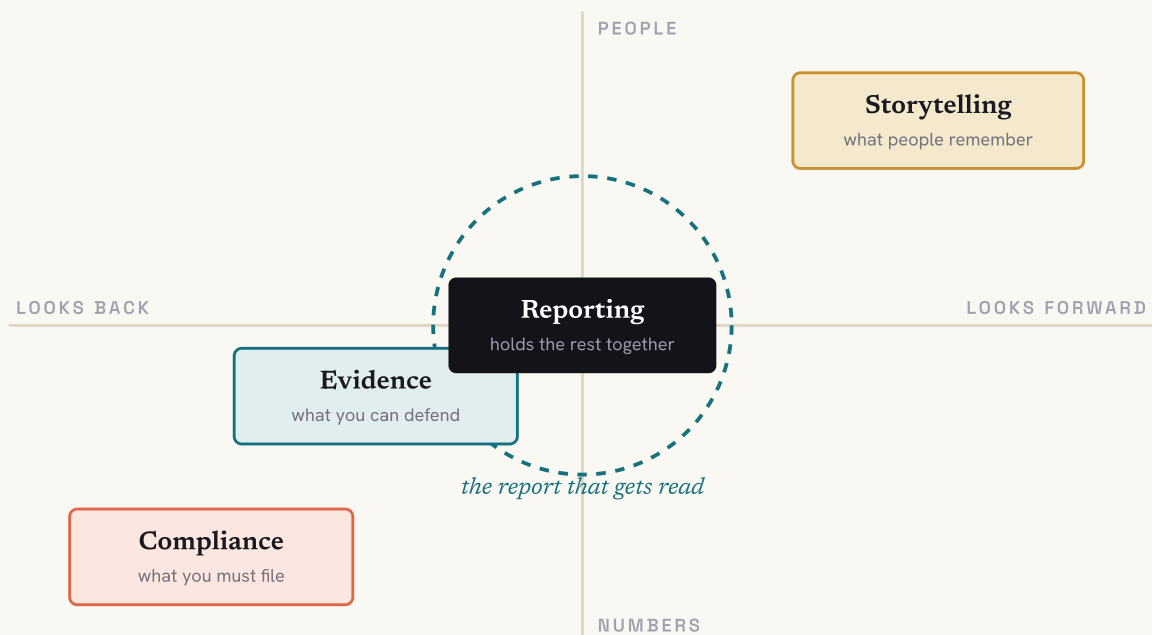 PEOPLE
Storytelling
what people remember
LOOKS BACK
LOOKS FORWARD
Reporting
holds the rest together
Evidence
what you can defend
the report that gets read
Compliance
what you must file
NUMBERS